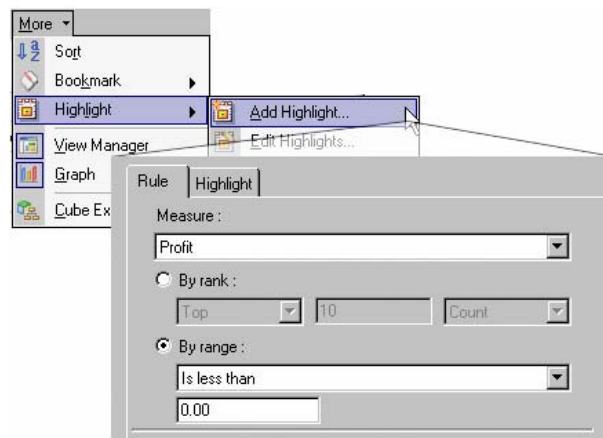 More
Sort
Bookmark
Highlight
Add Highlight...
View Manager
Edit Highlights...
Graph
Cube Ex
Rule
Highlight
Measure :
Profit
By rank :
Top 10 Count
By range :
Is less than
0.00